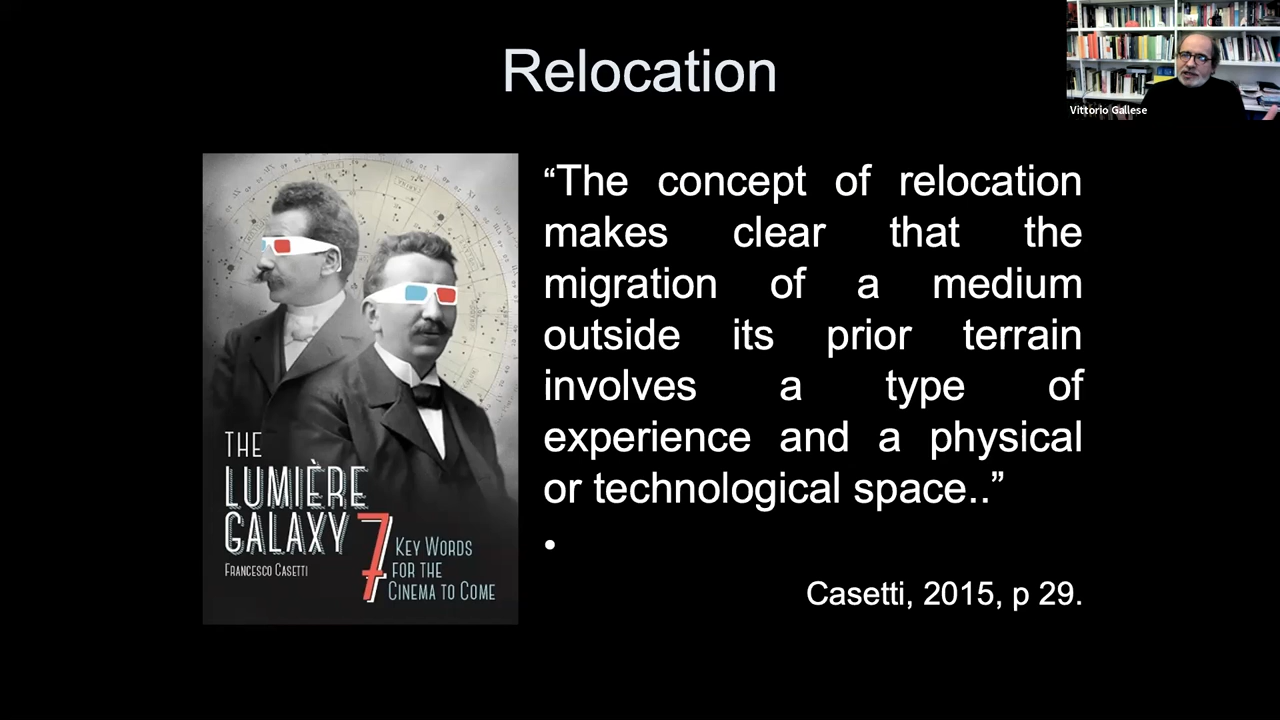 Relocation
Vittorio Gallese
“The concept of relocation
makes clear that the
migration of a medium
outside its prior terrain
involves a type of
experience and a physical
or technological space..”
•
Casetti, 2015, p 29.
THE
LUMIÈRE
GALAXY
7
KEY WORDS
FOR THE
CINEMA TO COME
FRANCESCO CASETTI